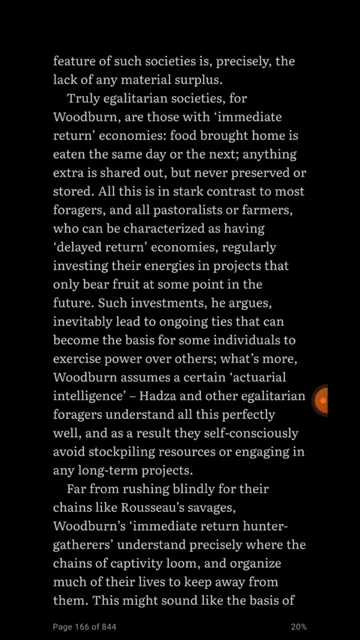 feature of such societies is, precisely, the
lack of any material surplus.
Truly egalitarian societies, for
Woodburn, are those with ‘immediate
return’ economies: food brought home is
eaten the same day or the next; anything
extra is shared out, but never preserved or
stored. All this is in stark contrast to most
foragers, and all pastoralists or farmers,
who can be characterized as having
‘delayed return’ economies, regularly
investing their energies in projects that
only bear fruit at some point in the
future. Such investments, he argues,
inevitably lead to ongoing ties that can
become the basis for some individuals to
exercise power over others; what’s more,
Woodburn assumes a certain ‘actuarial
intelligence’ – Hadza and other egalitarian
foragers understand all this perfectly
well, and as a result they self-consciously
avoid stockpiling resources or engaging in
any long-term projects.
Far from rushing blindly for their
chains like Rousseau’s savages,
Woodburn’s ‘immediate return hunter-
gatherers’ understand precisely where the
chains of captivity loom, and organize
much of their lives to keep away from
them. This might sound like the basis of
Page 166 of 844 20%